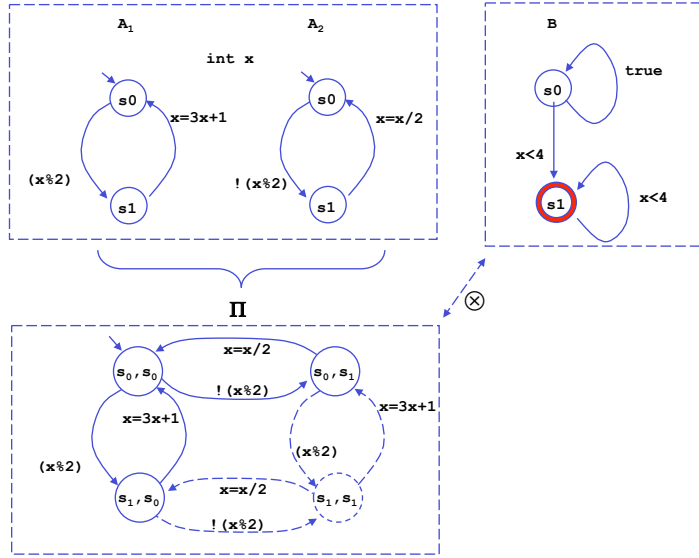 A₁ A₂ B
int x
true
s0 s0 s0
x=3x+1 x=x/2
x<4
(x%2) !(x%2)
s1 s1 s1 x<4
Π ⊗
x=x/2
s₀,s₀ s₀,s₁
!(x%2)
x=3x+1 x=3x+1
(x%2) (x%2)
x=x/2
s₁,s₀ s₁,s₁
!(x%2)